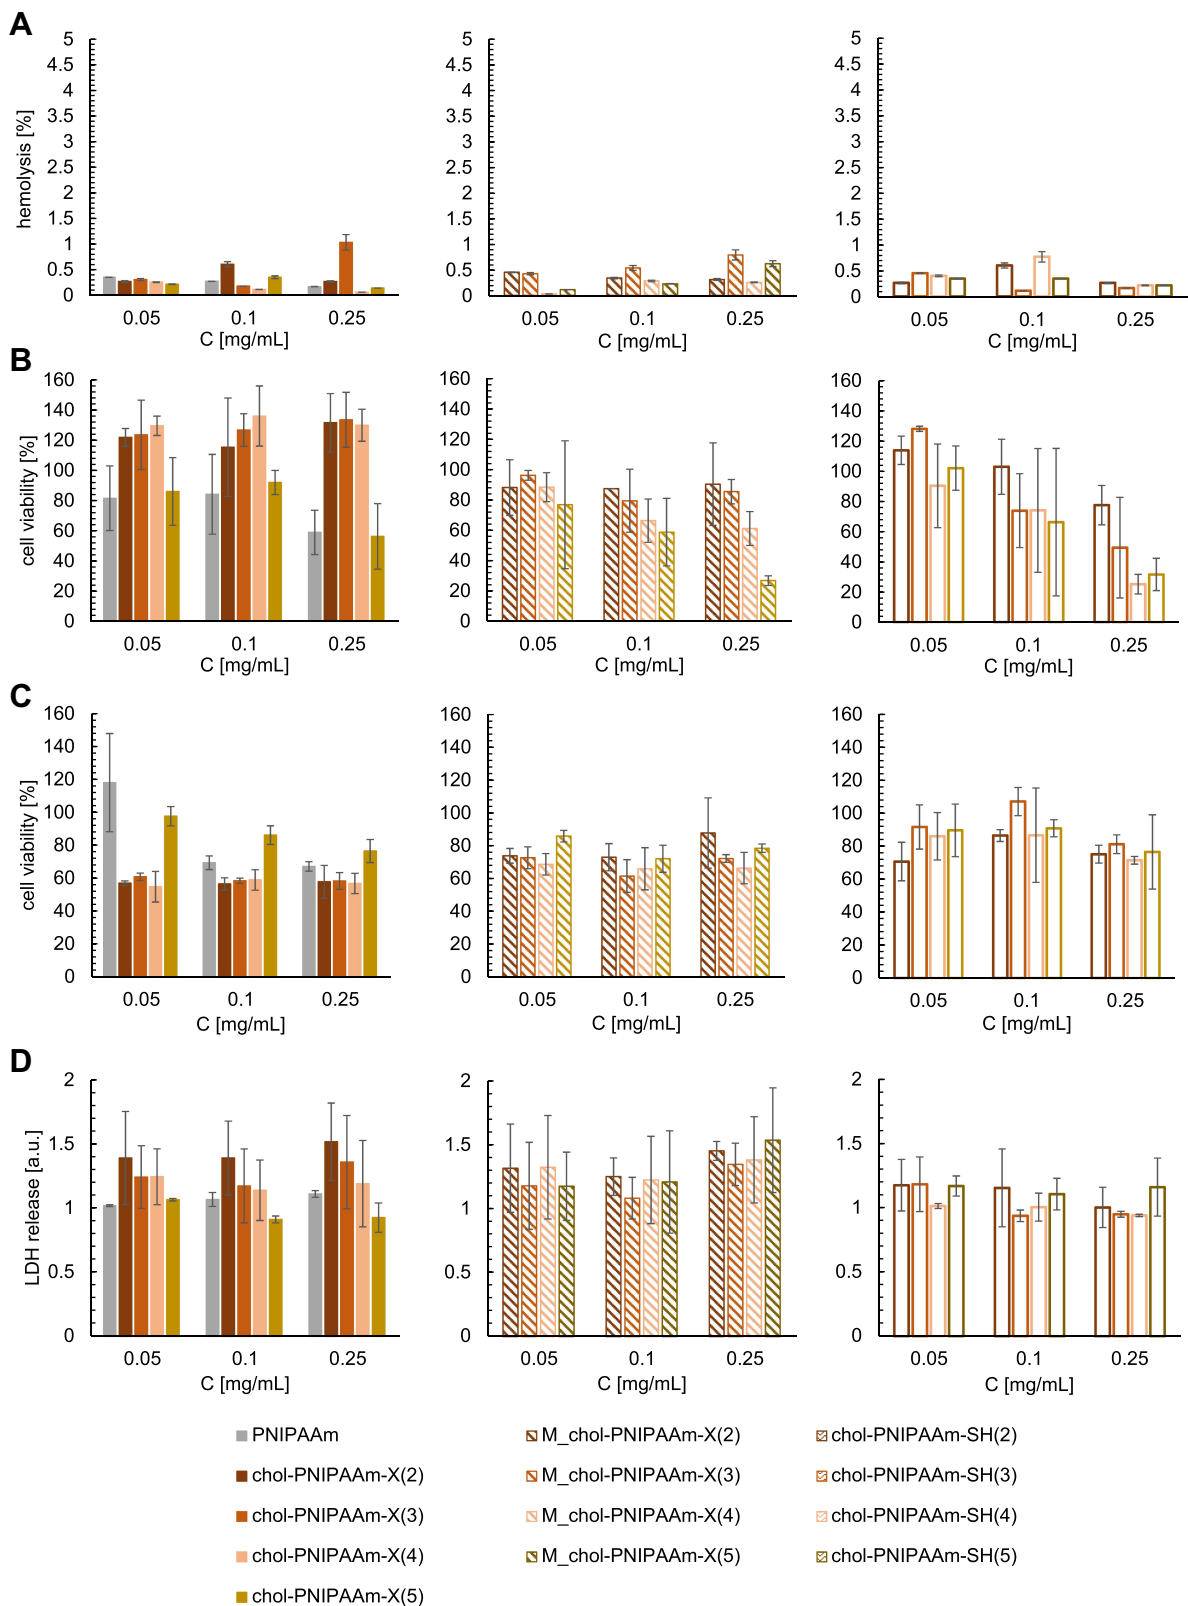 A
5
4.5
4
3.5
3
2.5
2
1.5
1
0.5
0
hemolysis [%]
0.05 0.1 0.25
C [mg/mL]
5
4.5
4
3.5
3
2.5
2
1.5
1
0.5
0
0.05 0.1 0.25
C [mg/mL]
5
4.5
4
3.5
3
2.5
2
1.5
1
0.5
0
0.05 0.1 0.25
C [mg/mL]
B
160
140
120
100
80
60
40
20
0
cell viability [%]
0.05 0.1 0.25
C [mg/mL]
160
140
120
100
80
60
40
20
0
0.05 0.1 0.25
C [mg/mL]
160
140
120
100
80
60
40
20
0
0.05 0.1 0.25
C [mg/mL]
C
160
140
120
100
80
60
40
20
0
cell viability [%]
0.05 0.1 0.25
C [mg/mL]
160
140
120
100
80
60
40
20
0
0.05 0.1 0.25
C [mg/mL]
160
140
120
100
80
60
40
20
0
0.05 0.1 0.25
C [mg/mL]
D
2
1.5
1
0.5
0
LDH release [a.u.]
0.05 0.1 0.25
C [mg/mL]
2
1.5
1
0.5
0
0.05 0.1 0.25
C [mg/mL]
2
1.5
1
0.5
0
0.05 0.1 0.25
C [mg/mL]
PNIPAAm
chol-PNIPAAm-X(2)
chol-PNIPAAm-X(3)
chol-PNIPAAm-X(4)
chol-PNIPAAm-X(5)
M_chol-PNIPAAm-X(2)
M_chol-PNIPAAm-X(3)
M_chol-PNIPAAm-X(4)
M_chol-PNIPAAm-X(5)
chol-PNIPAAm-SH(2)
chol-PNIPAAm-SH(3)
chol-PNIPAAm-SH(4)
chol-PNIPAAm-SH(5)